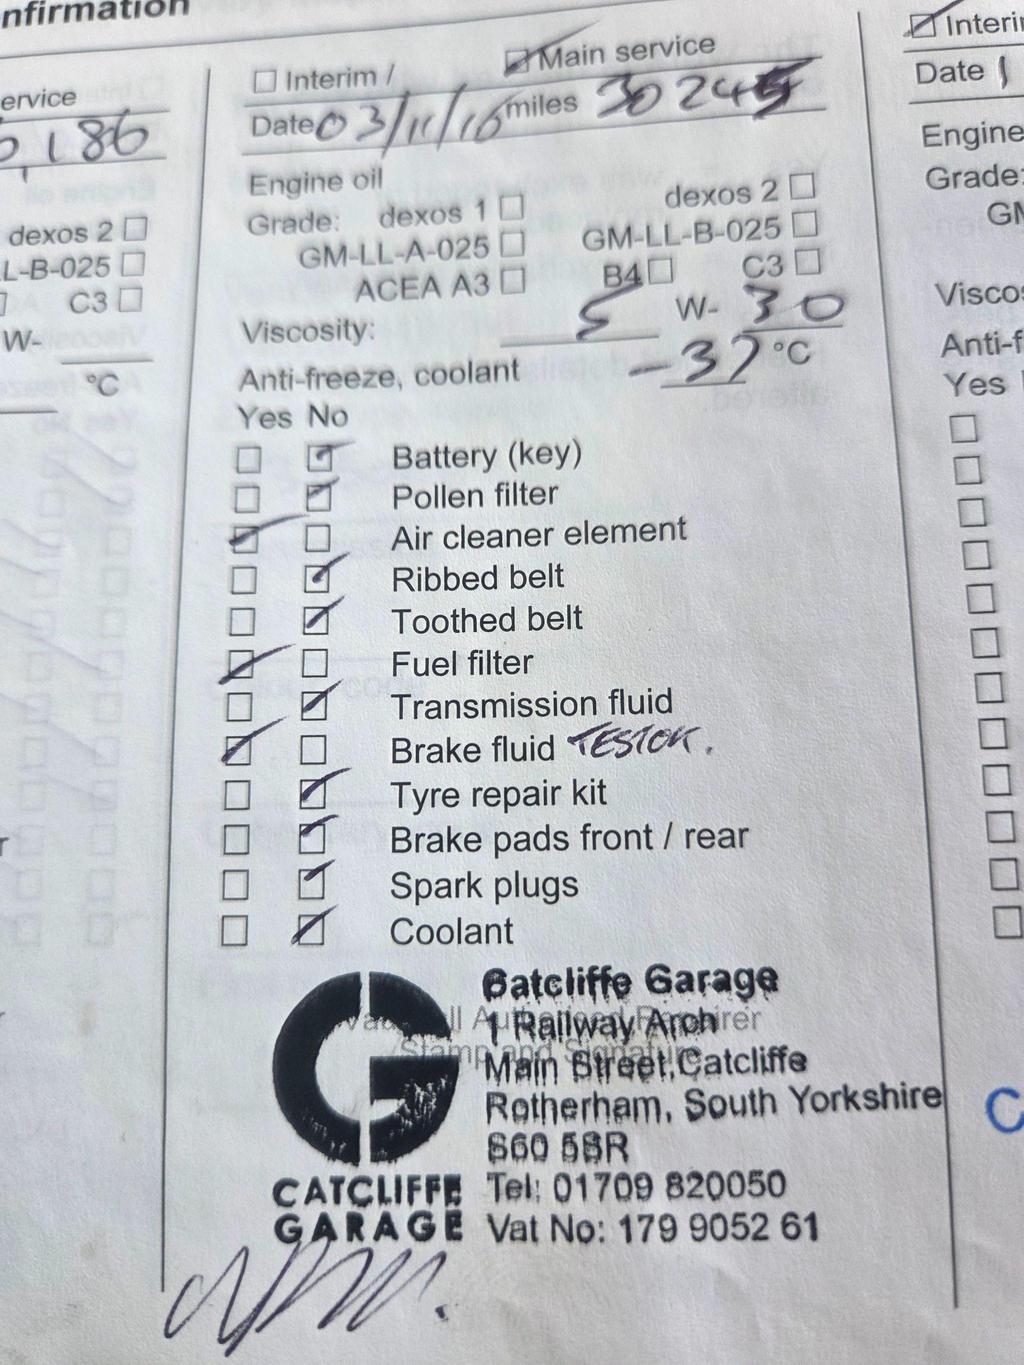 nfirmation
ervice
,186
dexos 2
L-B-025
C3
W-
°C
Interim / Main service
Date 03/11/16 miles 30245
Engine oil
Grade: dexos 1 dexos 2
GM-LL-A-025 GM-LL-B-025
ACEA A3 B4 C3
Viscosity: 5 W- 30
Anti-freeze, coolant -37 °C
Yes No
Battery (key)
Pollen filter
Air cleaner element
Ribbed belt
Toothed belt
Fuel filter
Transmission fluid
Brake fluid TEST OK.
Tyre repair kit
Brake pads front / rear
Spark plugs
Coolant
Stamp and Signature
CATCLIFFE
GARAGE
Catcliffe Garage
1 Railway Arch
Main Street, Catcliffe
Rotherham, South Yorkshire
S60 5SR
Tel: 01709 820050
Vat No: 179 9052 61
Interi
Date
Engine
Grade:
GM
Visco
Anti-f
Yes
C